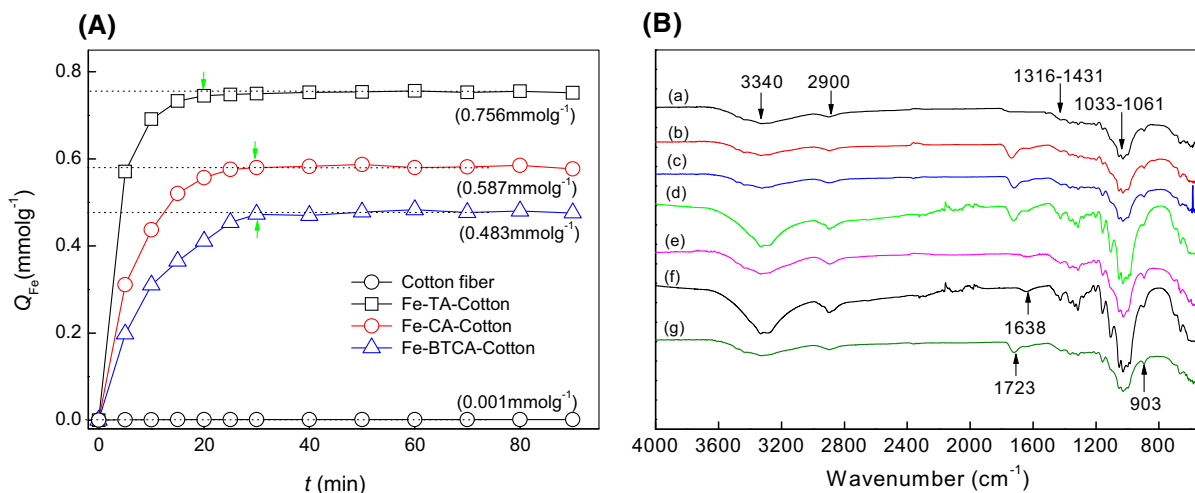 (A)
Q_Fe (mmolg⁻¹)
0.8
0.6
0.4
0.2
0.0
(0.756mmolg⁻¹)
(0.587mmolg⁻¹)
(0.483mmolg⁻¹)
Cotton fiber
Fe-TA-Cotton
Fe-CA-Cotton
Fe-BTCA-Cotton
(0.001mmolg⁻¹)
0 20 40 60 80
t (min)
(B)
3340 2900 1316-1431
1033-1061
(a)
(b)
(c)
(d)
(e)
(f)
(g)
1638
1723
903
4000 3600 3200 2800 2400 2000 1600 1200 800
Wavenumber (cm⁻¹)